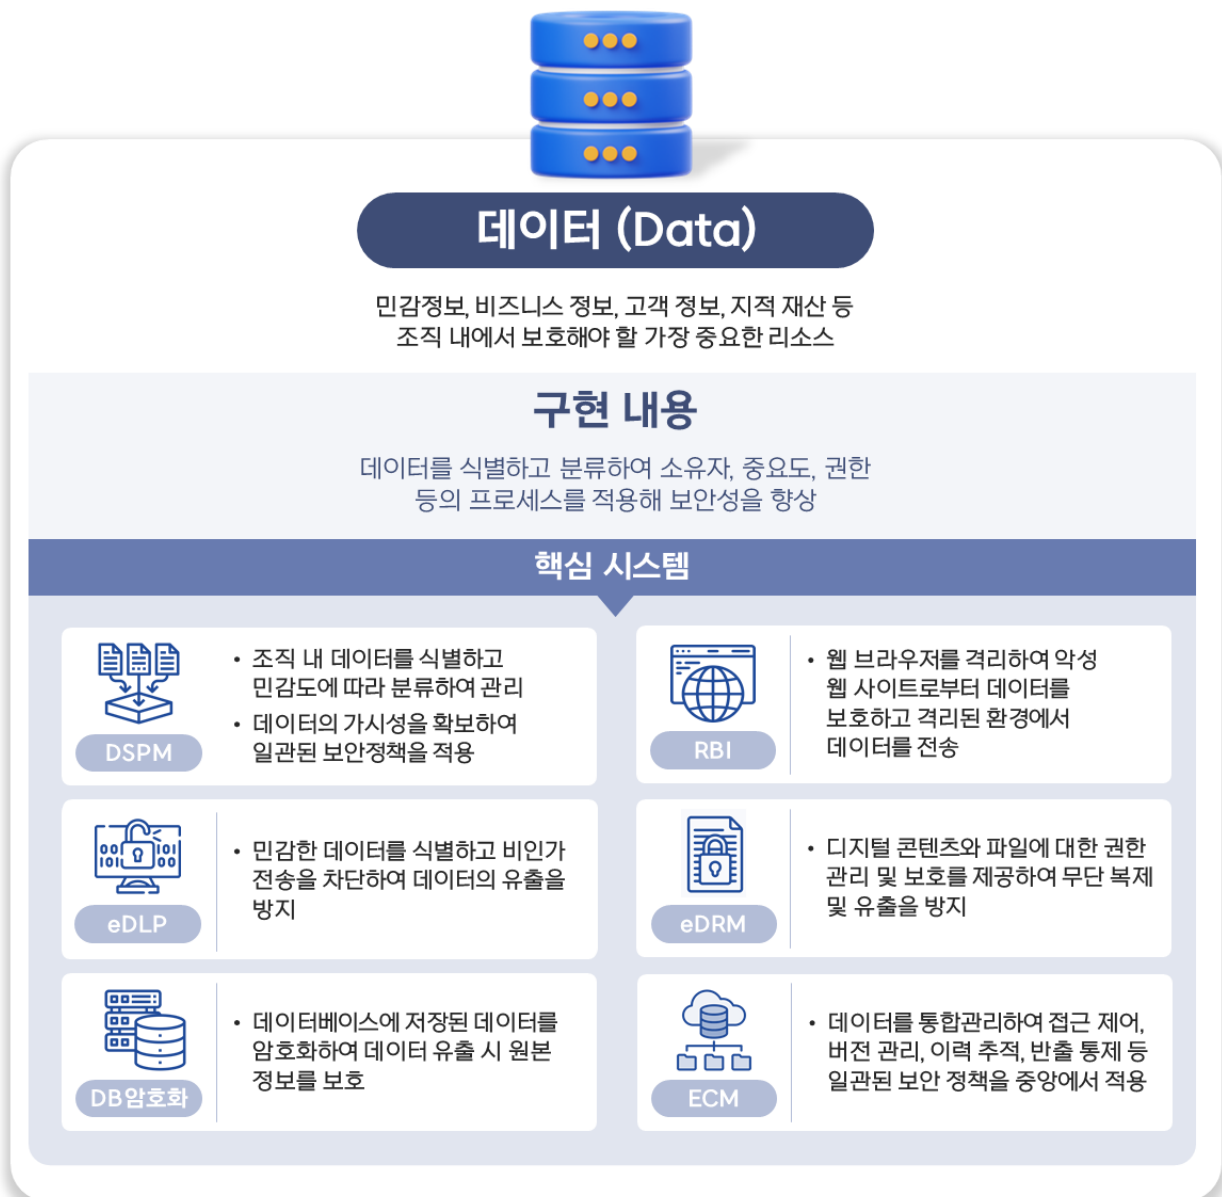 데이터 (Data)
민감정보, 비즈니스 정보, 고객 정보, 지적 재산 등
조직 내에서 보호해야 할 가장 중요한 리소스
구현 내용
데이터를 식별하고 분류하여 소유자, 중요도, 권한
등의 프로세스를 적용해 보안성을 향상
핵심 시스템
DSPM
• 조직 내 데이터를 식별하고
민감도에 따라 분류하여 관리
• 데이터의 가시성을 확보하여
일관된 보안정책을 적용
RBI
• 웹 브라우저를 격리하여 악성
웹 사이트로부터 데이터를
보호하고 격리된 환경에서
데이터를 전송
eDLP
• 민감한 데이터를 식별하고 비인가
전송을 차단하여 데이터의 유출을
방지
eDRM
• 디지털 콘텐츠와 파일에 대한 권한
관리 및 보호를 제공하여 무단 복제
및 유출을 방지
DB암호화
• 데이터베이스에 저장된 데이터를
암호화하여 데이터 유출 시 원본
정보를 보호
ECM
• 데이터를 통합관리하여 접근 제어,
버전 관리, 이력 추적, 반출 통제 등
일관된 보안 정책을 중앙에서 적용